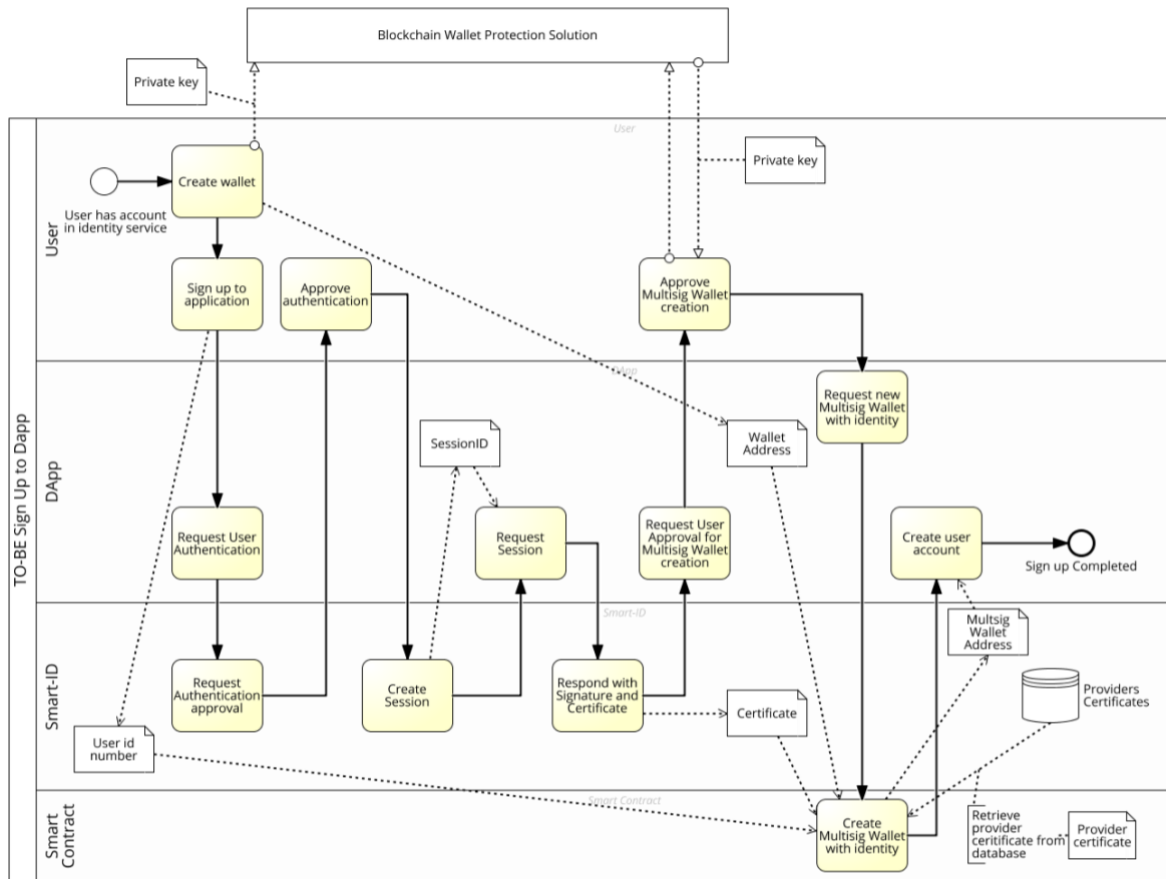 Blockchain Wallet Protection Solution
Private key
User
Private key
Create wallet
User has account
in identity service
User
Sign up to
application
Approve
authentication
Approve
Multisig Wallet
creation
DApp
Request new
Multisig Wallet
with identity
SessionID
Wallet
Address
TO-BE Sign Up to Dapp
DApp
Request User
Authentication
Request
Session
Request User
Approval for
Multisig Wallet
creation
Create user
account
Sign up Completed
Smart-ID
Multsig
Wallet
Address
Smart-ID
Request
Authentication
approval
Create
Session
Respond with
Signature and
Certificate
Certificate
Providers
Certificates
User id
number
Smart Contract
Smart
Contract
Create
Multisig Wallet
with identity
Retrieve
provider
ceritificate from
database
Provider
certificate